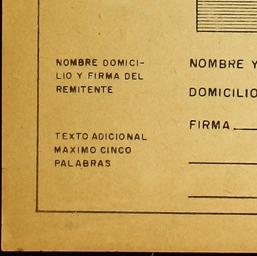 NOMBRE DOMICI-
LIO Y FIRMA DEL
REMITENTE
TEXTO ADICIONAL
MAXIMO CINCO
PALABRAS
NOMBRE Y
DOMICILIO
FIRMA